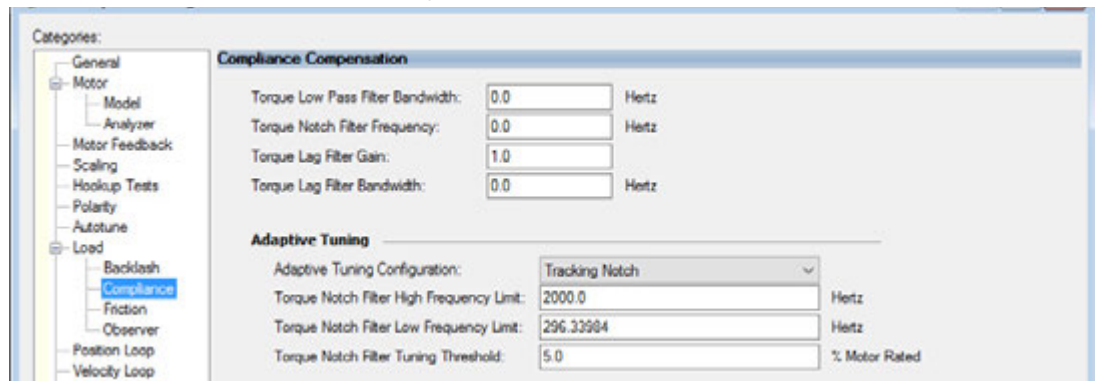 Categories:
General
Motor
Model
Analyzer
Motor Feedback
Scaling
Hookup Tests
Polarity
Autotune
Load
Backlash
Compliance
Friction
Observer
Position Loop
Velocity Loop
Compliance Compensation
Torque Low Pass Filter Bandwidth: 0.0 Hertz
Torque Notch Filter Frequency: 0.0 Hertz
Torque Lag Filter Gain: 1.0
Torque Lag Filter Bandwidth: 0.0 Hertz
Adaptive Tuning
Adaptive Tuning Configuration: Tracking Notch
Torque Notch Filter High Frequency Limit: 2000.0 Hertz
Torque Notch Filter Low Frequency Limit: 296.33984 Hertz
Torque Notch Filter Tuning Threshold: 5.0 % Motor Rated